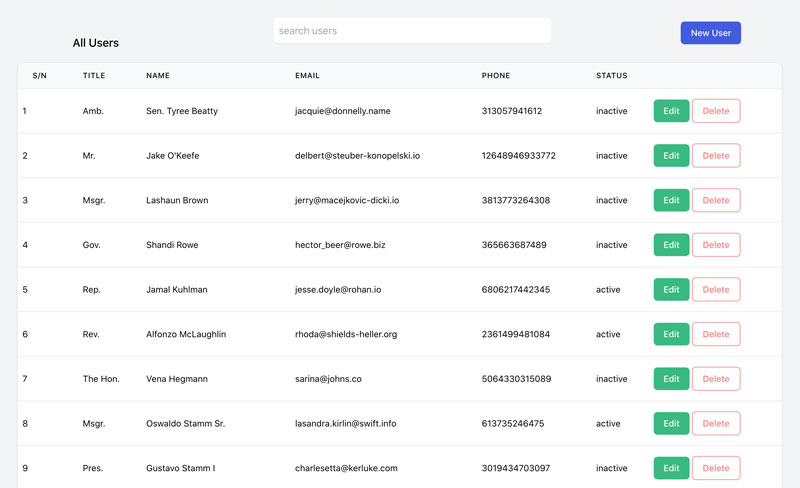 All Users search users New User
S/N TITLE NAME EMAIL PHONE STATUS
1 Amb. Sen. Tyree Beatty jacquie@donnelly.name 313057941612 inactive Edit Delete
2 Mr. Jake O'Keefe delbert@steuber-konopelski.io 12648946933772 inactive Edit Delete
3 Msgr. Lashaun Brown jerry@macejkovic-dicki.io 3813773264308 inactive Edit Delete
4 Gov. Shandi Rowe hector_beer@rowe.biz 365663687489 inactive Edit Delete
5 Rep. Jamal Kuhlman jesse.doyle@rohan.io 6806217442345 active Edit Delete
6 Rev. Alfonzo McLaughlin rhoda@shields-heller.org 2361499481084 active Edit Delete
7 The Hon. Vena Hegmann sarina@johns.co 5064330315089 inactive Edit Delete
8 Msgr. Oswaldo Stamm Sr. lasandra.kirlin@swift.info 613735246475 active Edit Delete
9 Pres. Gustavo Stamm I charlesetta@kerluke.com 3019434703097 inactive Edit Delete